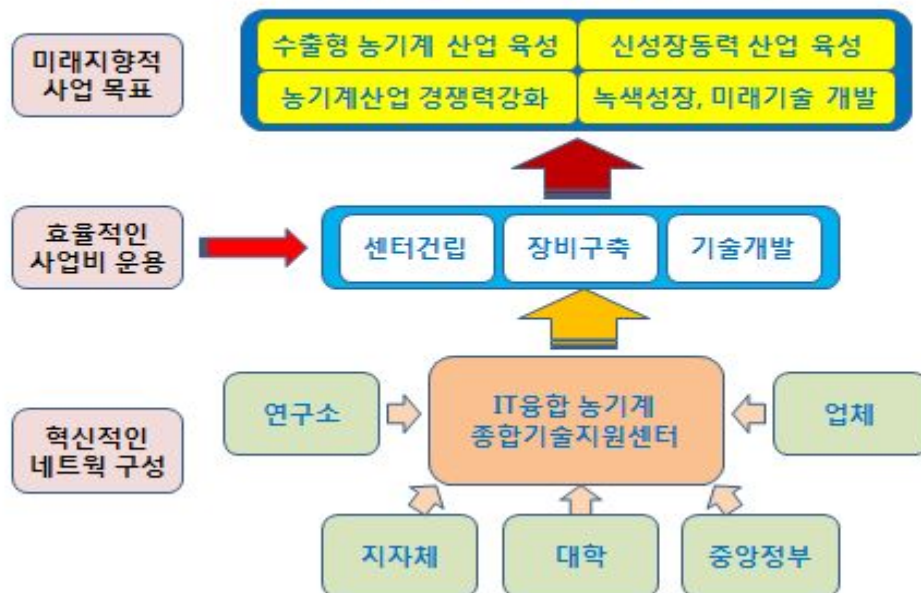 미래지향적
사업 목표
수출형 농기계 산업 육성
신성장동력 산업 육성
농기계산업 경쟁력강화
녹색성장, 미래기술 개발
효율적인
사업비 운용
센터건립
장비구축
기술개발
혁신적인
네트웍 구성
연구소
IT융합 농기계
종합기술지원센터
업체
지자체
대학
중앙정부